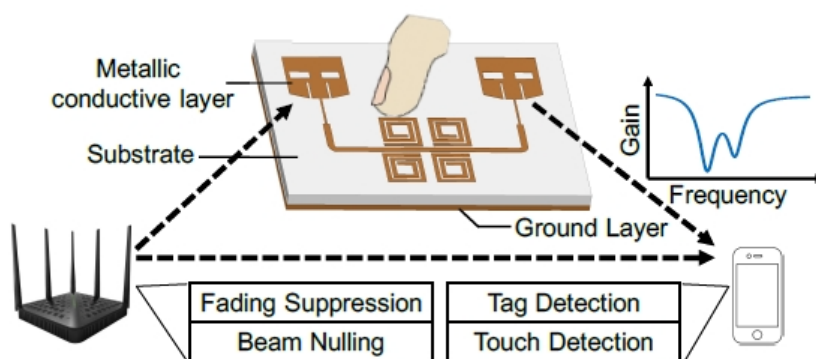 Metallic
conductive layer
Substrate
Ground Layer
Gain
Frequency
Fading Suppression
Beam Nulling
Tag Detection
Touch Detection